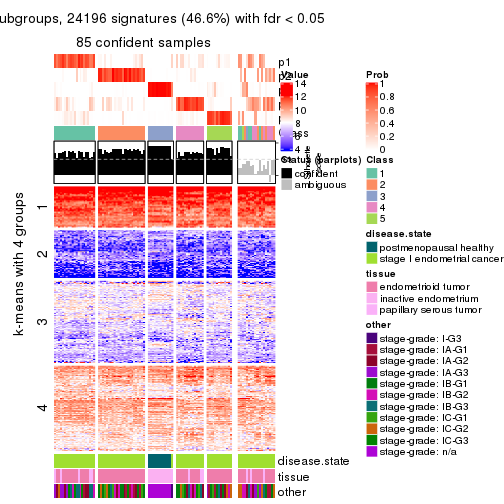 ubgroups, 24196 signatures (46.6%) with fdr < 0.05
85 confident samples
p1
Value
14
12
10
8
6
4
Prob
1
0.8
0.6
0.4
0.2
0
Status (barplots)
confident
ambiguous
Class
1
2
3
4
5
k-means with 4 groups
1
2
3
4
disease.state
postmenopausal healthy
stage I endometrial cancer
tissue
endometrioid tumor
inactive endometrium
papillary serous tumor
other
stage-grade: I-G3
stage-grade: IA-G1
stage-grade: IA-G2
stage-grade: IA-G3
stage-grade: IB-G1
stage-grade: IB-G2
stage-grade: IB-G3
stage-grade: IC-G1
stage-grade: IC-G2
stage-grade: IC-G3
stage-grade: n/a
disease.state
tissue
other